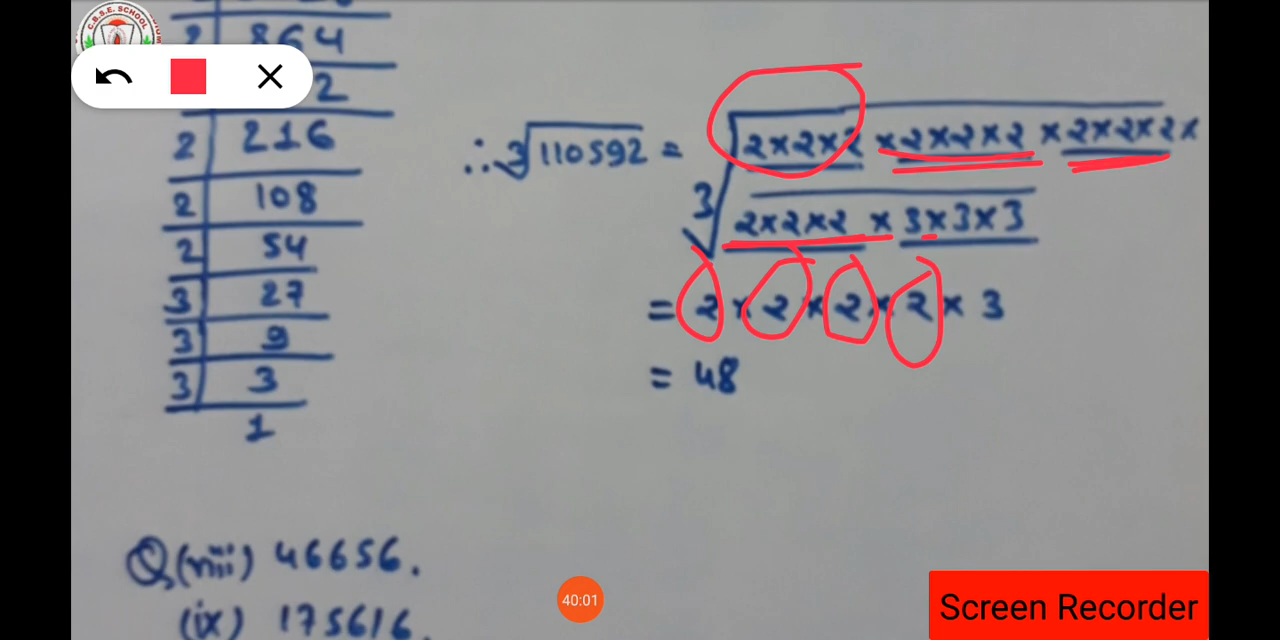 C.B.S.E. SCHOOL
2 | 864
2
2 | 216
2 | 108
2 | 54
3 | 27
3 | 9
3 | 3
1
∴ ∛110592 = ∛2×2×2 ×2×2×2 ×2×2×2×
2×2×2 × 3×3×3
= 2 × 2 × 2 × 2 × 3
= 48
Q(viii) 46656.
(ix) 175616.
40:01
Screen Recorder